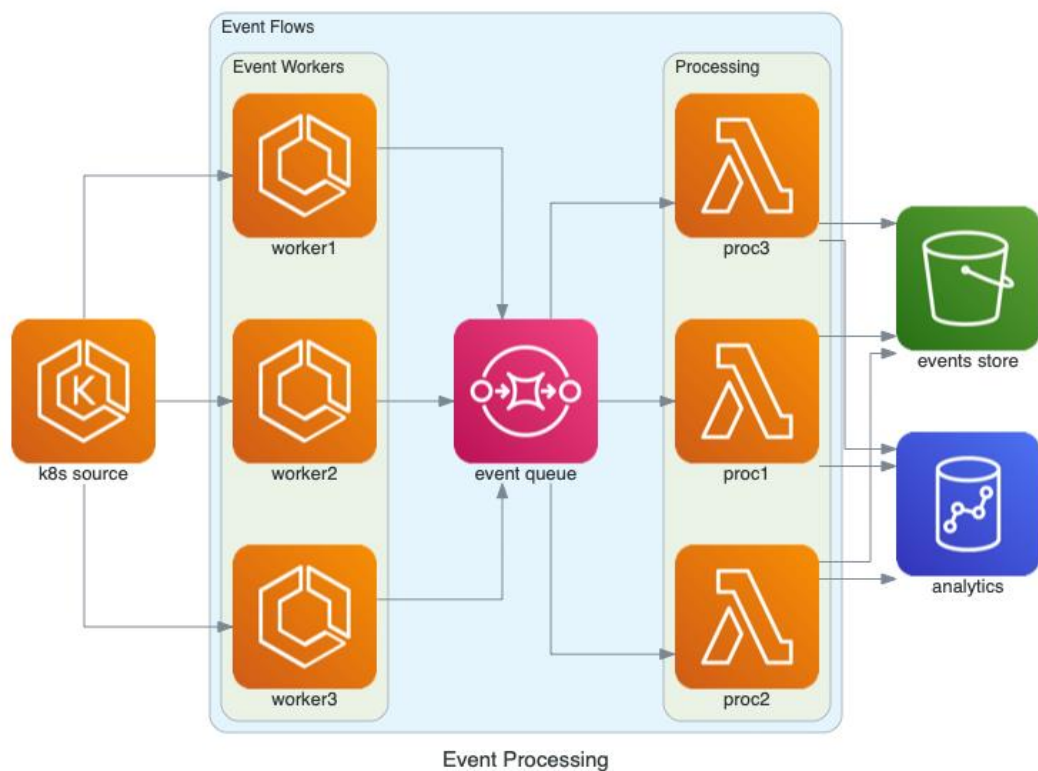 Event Flows
Event Workers
Processing
worker1
proc3
K
k8s source
worker2
event queue
proc1
events store
worker3
proc2
analytics
Event Processing